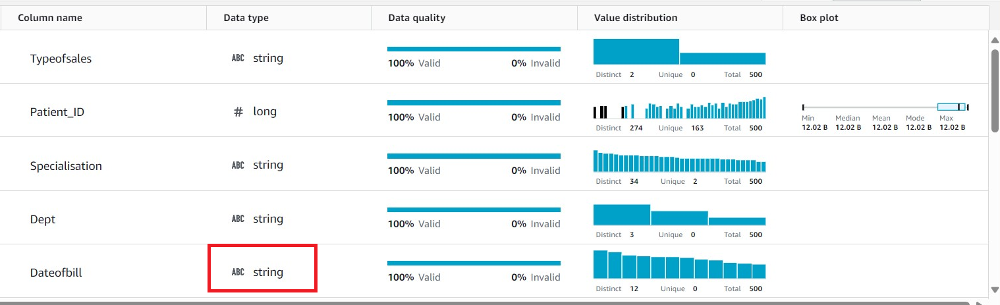 Column name Data type Data quality Value distribution Box plot
Typeofsales ABC string 100% Valid 0% Invalid Distinct 2 Unique 0 Total 500
Patient_ID # long 100% Valid 0% Invalid Distinct 274 Unique 163 Total 500
Min Median Mean Mode Max
12.02 B 12.02 B 12.02 B 12.02 B 12.02 B
Specialisation ABC string 100% Valid 0% Invalid Distinct 34 Unique 2 Total 500
Dept ABC string 100% Valid 0% Invalid Distinct 3 Unique 0 Total 500
Dateofbill ABC string 100% Valid 0% Invalid Distinct 12 Unique 0 Total 500